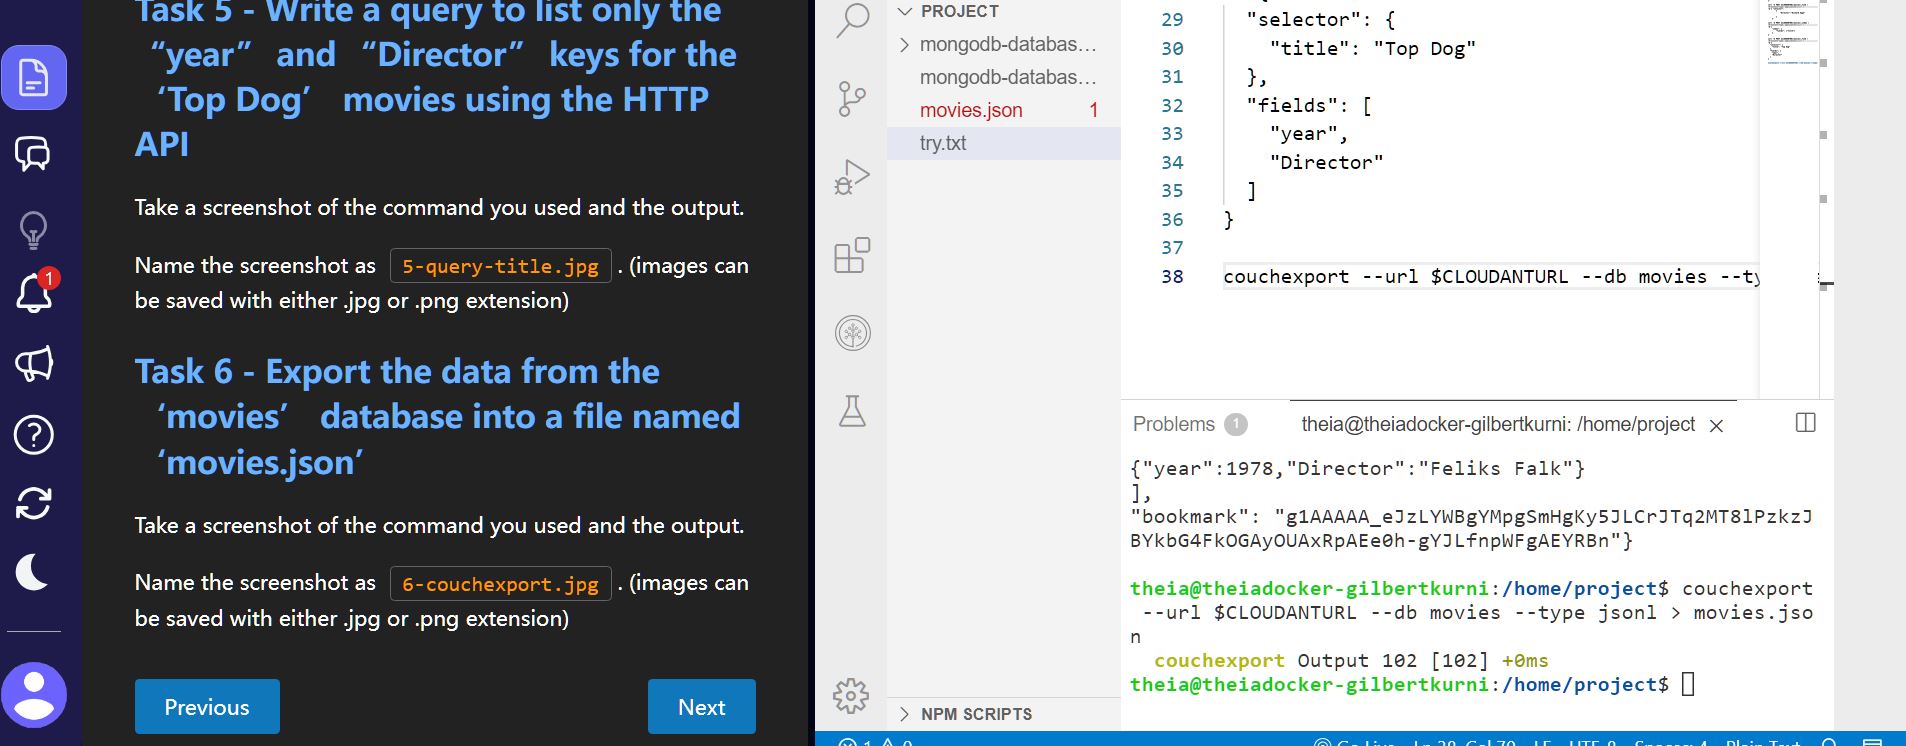 Task 5 - Write a query to list only the
“year” and “Director” keys for the
‘Top Dog’ movies using the HTTP
API
Take a screenshot of the command you used and the output.
Name the screenshot as 5-query-title.jpg . (images can
be saved with either .jpg or .png extension)
Task 6 - Export the data from the
‘movies’ database into a file named
‘movies.json’
Take a screenshot of the command you used and the output.
Name the screenshot as 6-couchexport.jpg . (images can
be saved with either .jpg or .png extension)
Previous
Next
1
PROJECT
mongodb-databas...
mongodb-databas...
movies.json 1
try.txt
NPM SCRIPTS
29 "selector": {
30 "title": "Top Dog"
31 },
32 "fields": [
33 "year",
34 "Director"
35 ]
36 }
37
38 couchexport --url $CLOUDANTURL --db movies --ty
Problems 1
theia@theiadocker-gilbertkurni: /home/project
{"year":1978,"Director":"Feliks Falk"}
],
"bookmark": "g1AAAAA_eJzLYWBgYMpgSmHgKy5JLCrJTq2MT8lPzkzJ
BYkbG4FkOGAyOUAxRpAEe0h-gYJLfnpWFgAEYRBn"}
theia@theiadocker-gilbertkurni:/home/project$ couchexport
--url $CLOUDANTURL --db movies --type jsonl > movies.jso
n
couchexport Output 102 [102] +0ms
theia@theiadocker-gilbertkurni:/home/project$